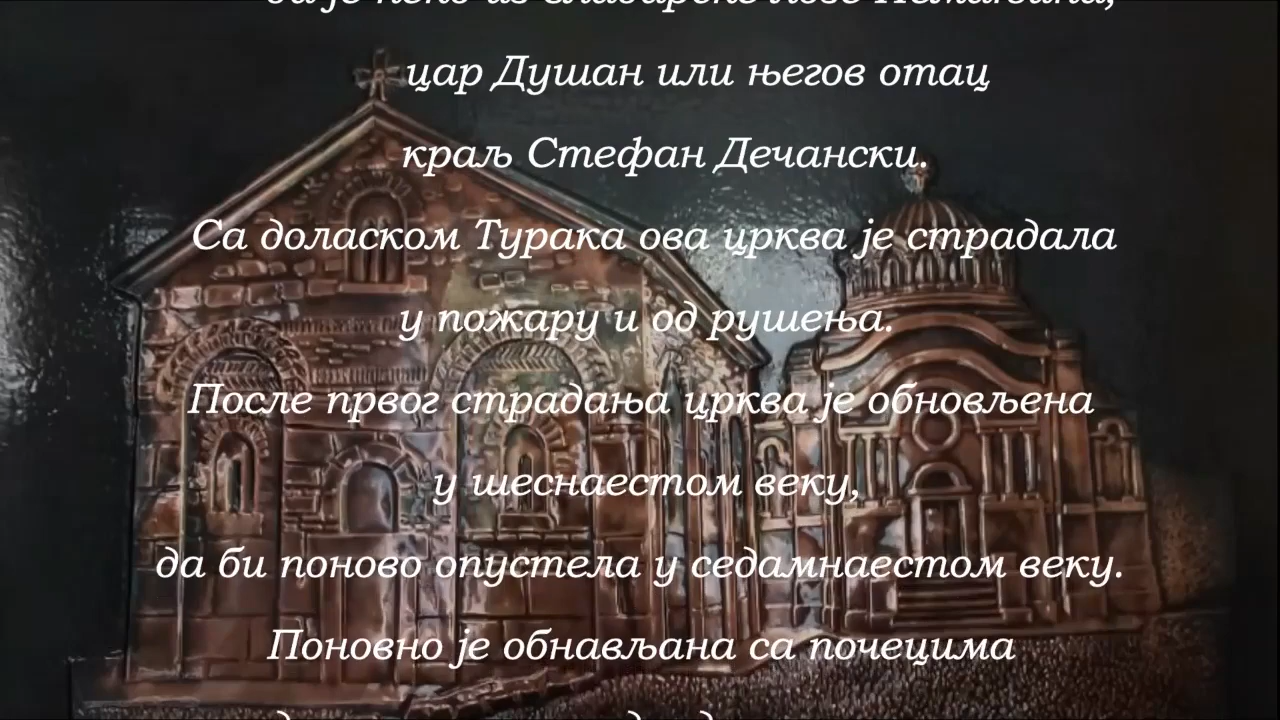 цар Душан или његов отац
краљ Стефан Дечански.
Са доласком Турака ова црква је страдала
у пожару и од рушења.
После првог страдања црква је обновљена
у шеснаестом веку,
да би поново опустела у седамнаестом веку.
Поновно је обнављана са почецима